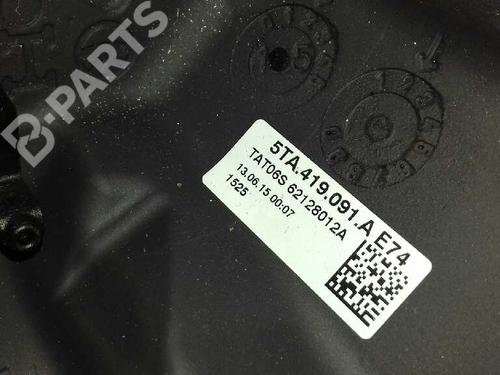 B-PARTS
5TA.419.091.A E74
TAT06S 62128012A
13.06.15 00:07
1525